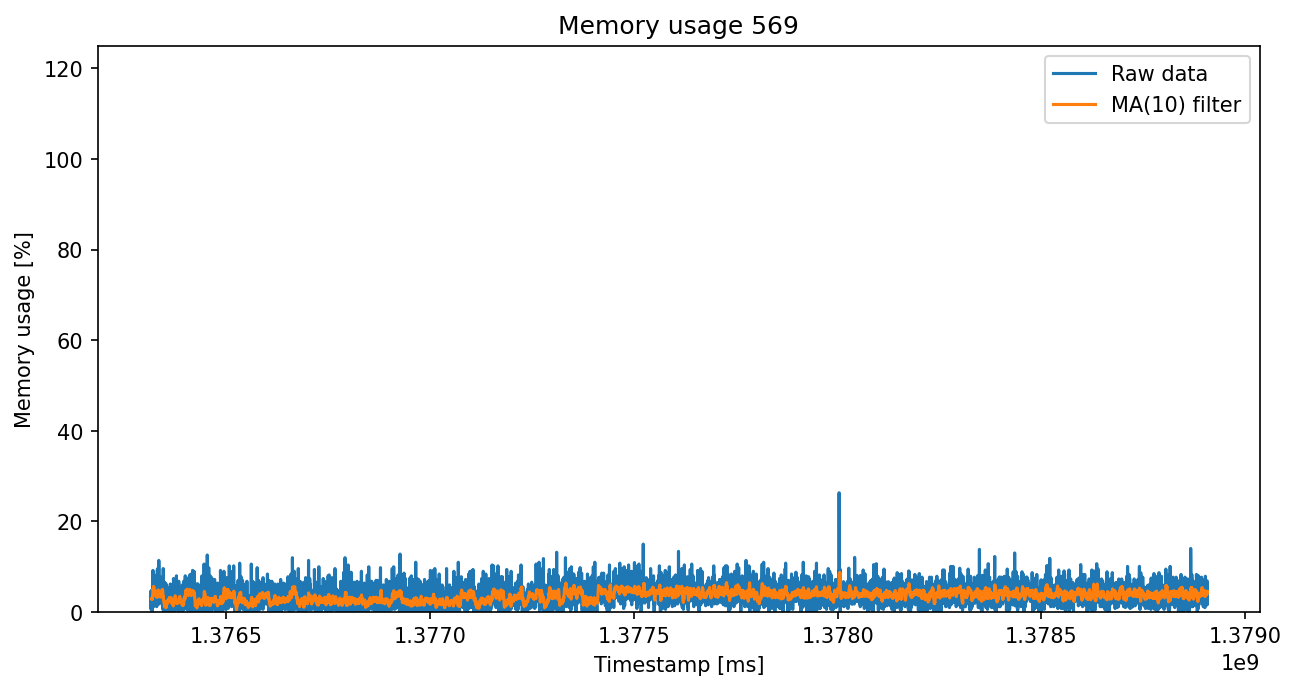 Memory usage 569
Raw data
MA(10) filter
Memory usage [%]
120
100
80
60
40
20
0
1.3765 1.3770 1.3775 1.3780 1.3785 1.3790
1e9
Timestamp [ms]